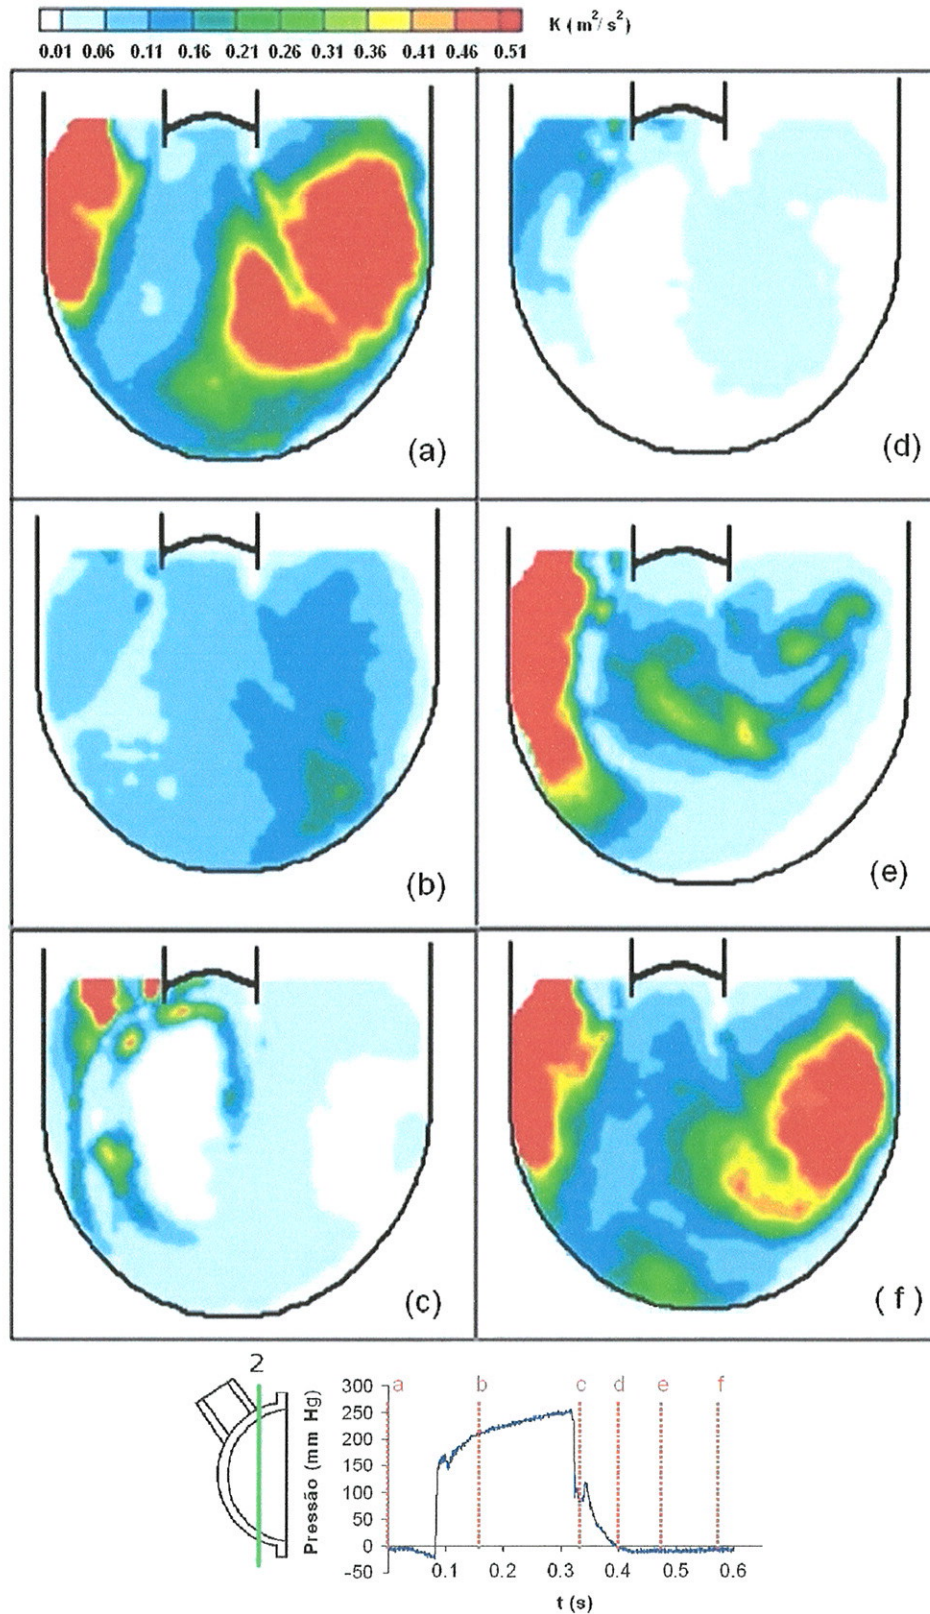 K (m²/s²)
0.01 0.06 0.11 0.16 0.21 0.26 0.31 0.36 0.41 0.46 0.51
(a)
(d)
(b)
(e)
(c)
(f)
2
Pressão (mm Hg)
300
250
200
150
100
50
0
-50
a b c d e f
0.1 0.2 0.3 0.4 0.5 0.6
t (s)